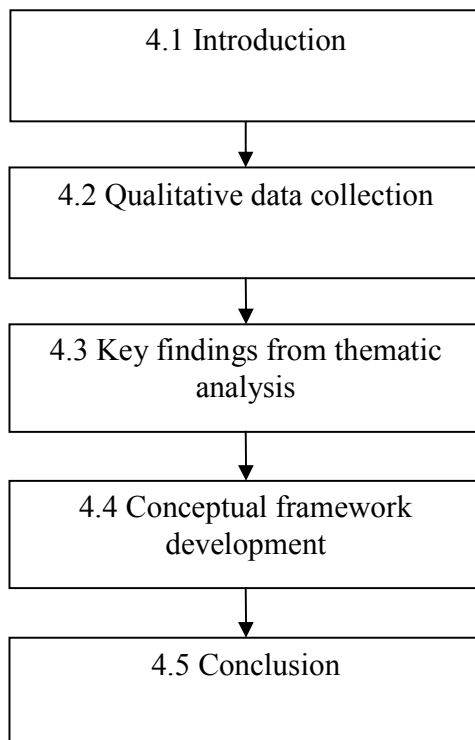 4.1 Introduction
4.2 Qualitative data collection
4.3 Key findings from thematic
analysis
4.4 Conceptual framework
development
4.5 Conclusion